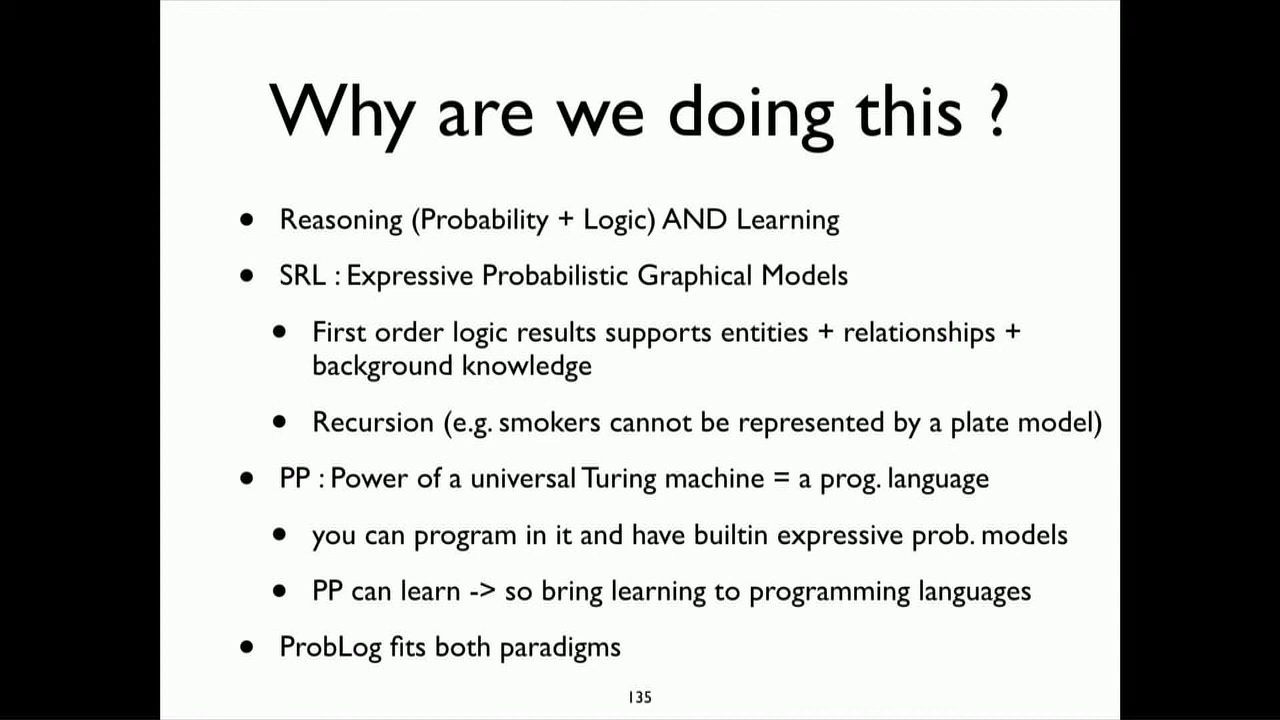 Why are we doing this ?
• Reasoning (Probability + Logic) AND Learning
• SRL : Expressive Probabilistic Graphical Models
• First order logic results supports entities + relationships +
background knowledge
• Recursion (e.g. smokers cannot be represented by a plate model)
• PP : Power of a universal Turing machine = a prog. language
• you can program in it and have builtin expressive prob. models
• PP can learn -> so bring learning to programming languages
• ProbLog fits both paradigms
135